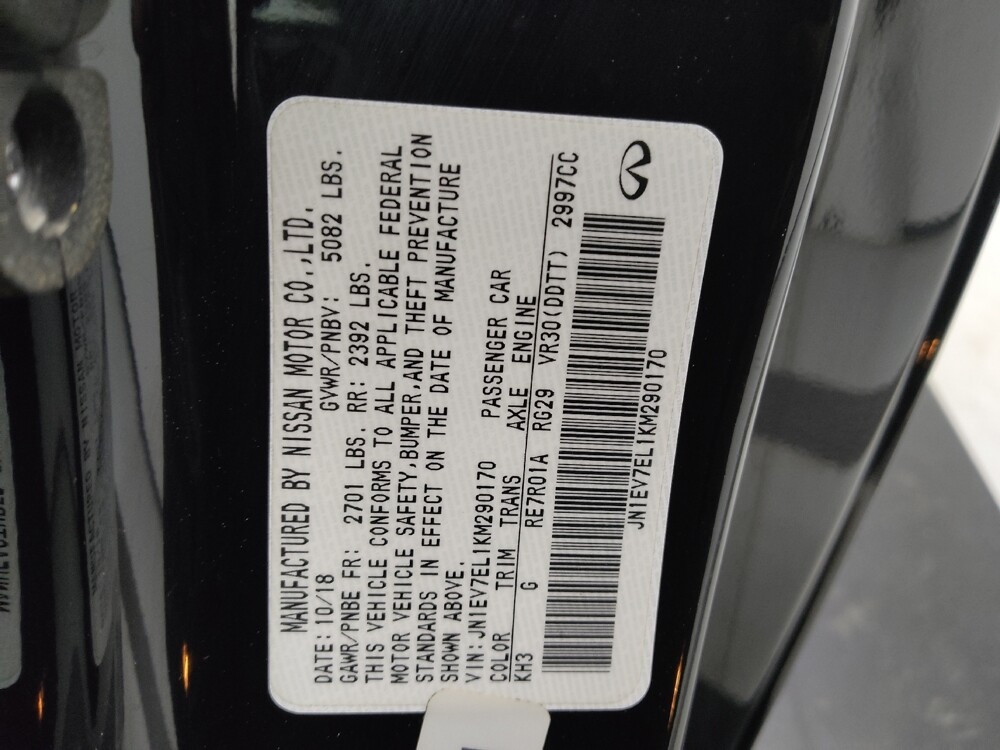 MANUFACTURED BY NISSAN MOTOR CO.,LTD.
DATE: 10/18 GVWR/PNBV: 5082 LBS.
GAWR/PNBE FR: 2701 LBS. RR: 2392 LBS.
THIS VEHICLE CONFORMS TO ALL APPLICABLE FEDERAL
MOTOR VEHICLE SAFETY,BUMPER,AND THEFT PREVENTION
STANDARDS IN EFFECT ON THE DATE OF MANUFACTURE
SHOWN ABOVE.
VIN:JN1EV7EL1KM290170 PASSENGER CAR
COLOR TRIM TRANS AXLE ENGINE
KH3 G RE7R01A RG29 VR30(DDTT) 2997CC
JN1EV7EL1KM290170